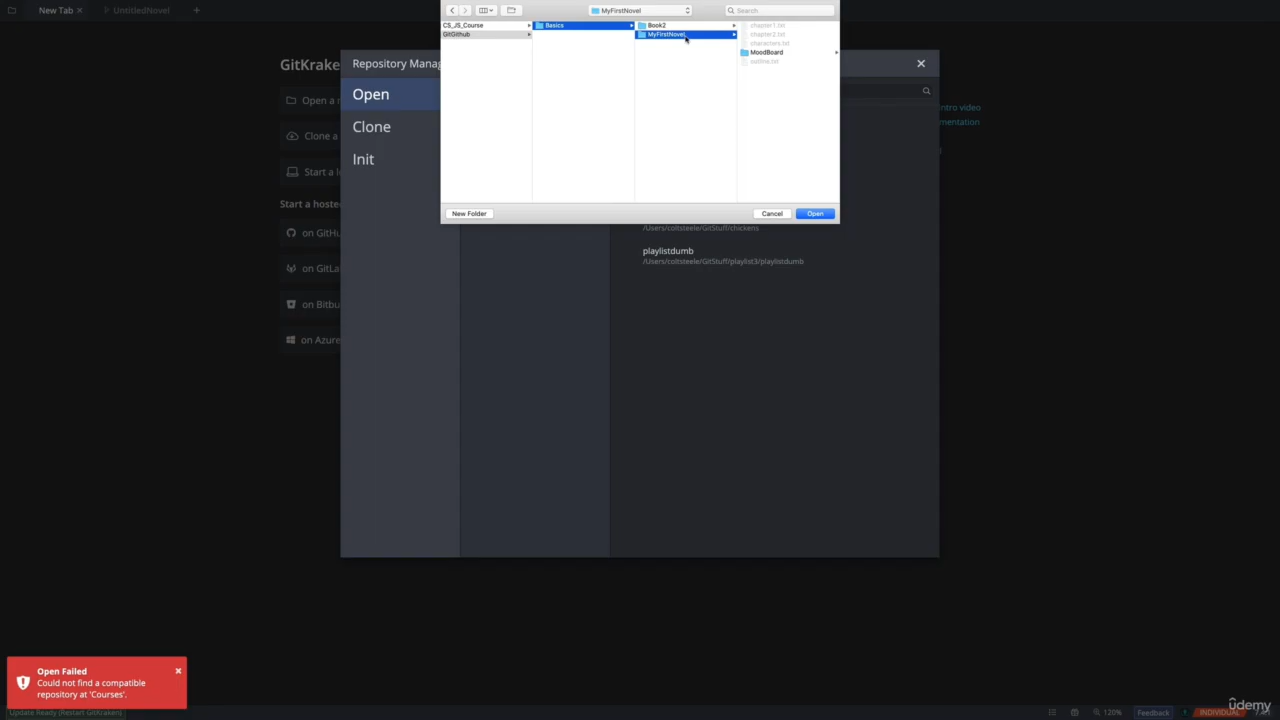 New Tab
UntitledNovel
MyFirstNovel
Search
CS_JS_Course
Basics
Book2
chapter1.txt
GitGithub
MyFirstNovel
chapter2.txt
characters.txt
MoodBoard
outline.txt
New Folder
Cancel
Open
GitKrake
Repository Manag
Open
Open a r
Clone
Clone a
Init
Start a l
Start a hoste
on GitHu
on GitLa
on Bitbu
on Azure
ntro video
mentation
/Users/coltsteele/GitStuff/chickens
playlistdumb
/Users/coltsteele/GitStuff/playlist3/playlistdumb
Open Failed
Could not find a compatible
repository at 'Courses'.
Update Ready (Restart GitKraken)
120%
Feedback
INDIVIDUAL
ûdemy